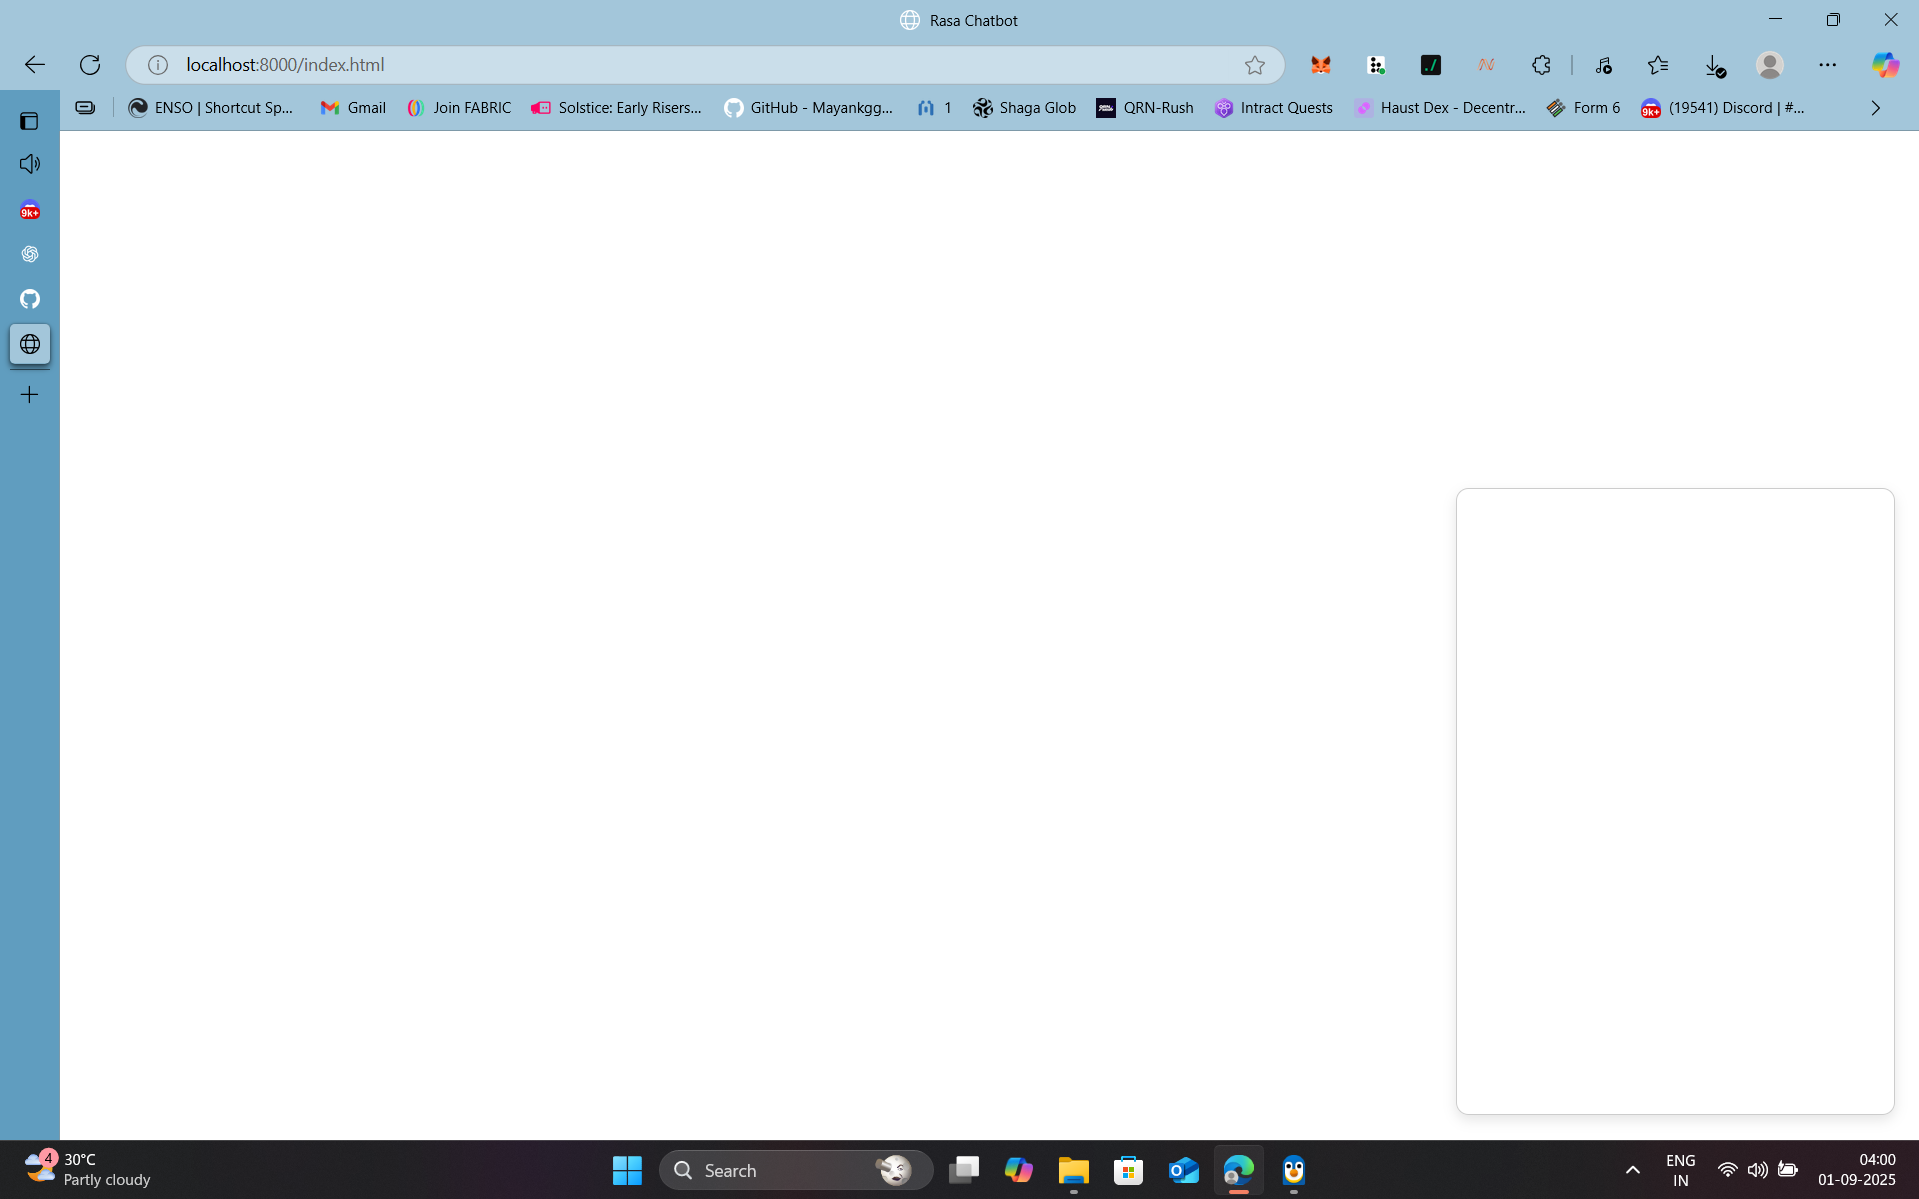 Rasa Chatbot
localhost:8000/index.html
ENSO | Shortcut Sp... Gmail Join FABRIC Solstice: Early Risers... GitHub - Mayankgg... 1 Shaga Glob QRN-Rush Intract Quests Haust Dex - Decentr... Form 6 9k+ (19541) Discord | #...
9k+
4
30°C
Partly cloudy
Search
ENG
IN
04:00
01-09-2025